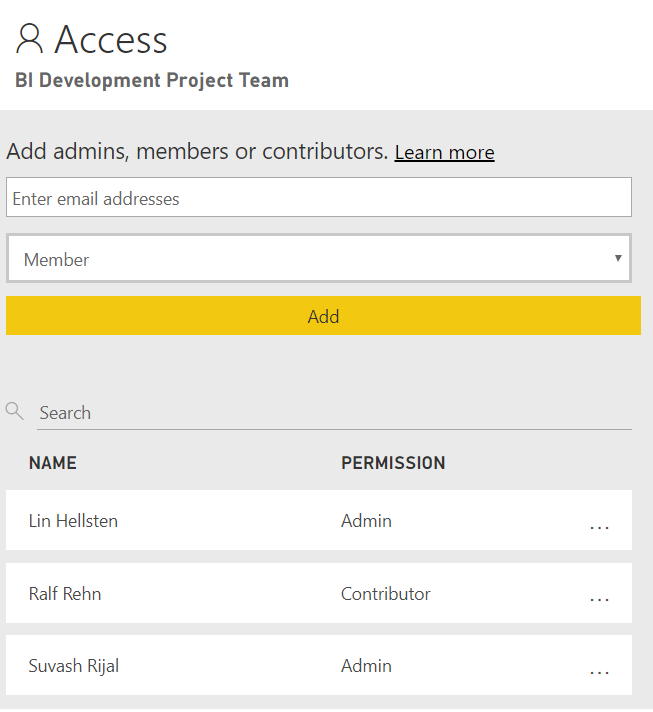 Access
BI Development Project Team
Add admins, members or contributors. Learn more
Enter email addresses
Member
Add
Search
NAME PERMISSION
Lin Hellsten Admin ...
Ralf Rehn Contributor ...
Suvash Rijal Admin ...